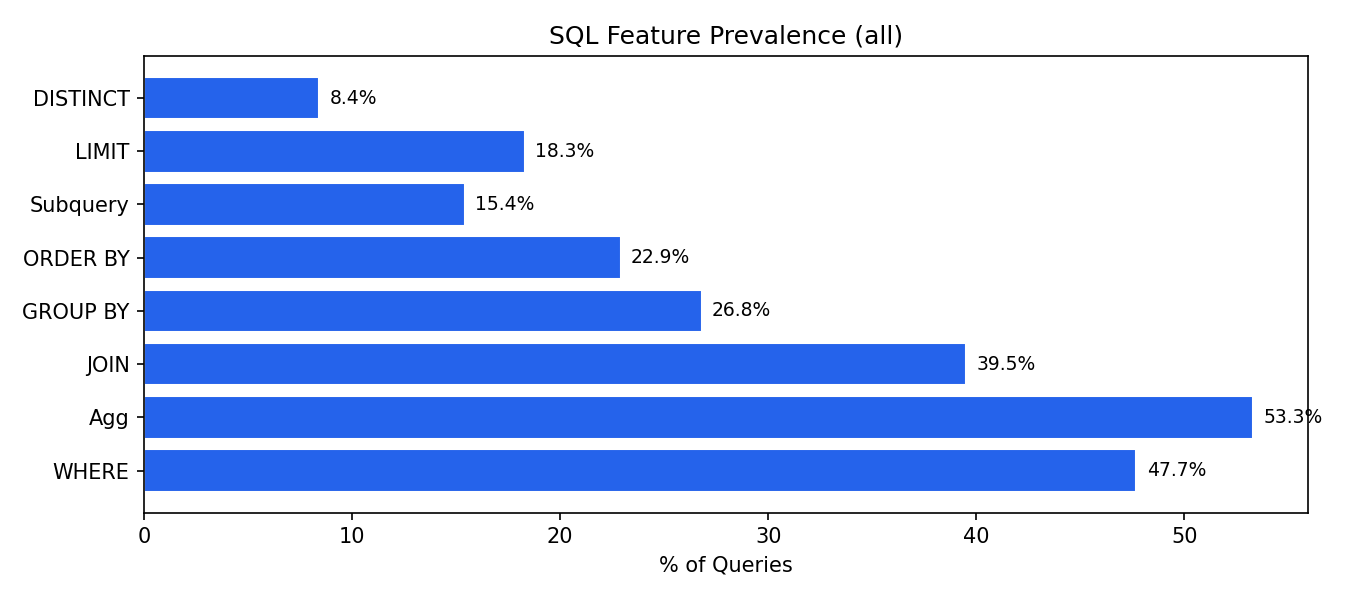 SQL Feature Prevalence (all)
DISTINCT 8.4%
LIMIT 18.3%
Subquery 15.4%
ORDER BY 22.9%
GROUP BY 26.8%
JOIN 39.5%
Agg 53.3%
WHERE 47.7%
0 10 20 30 40 50
% of Queries